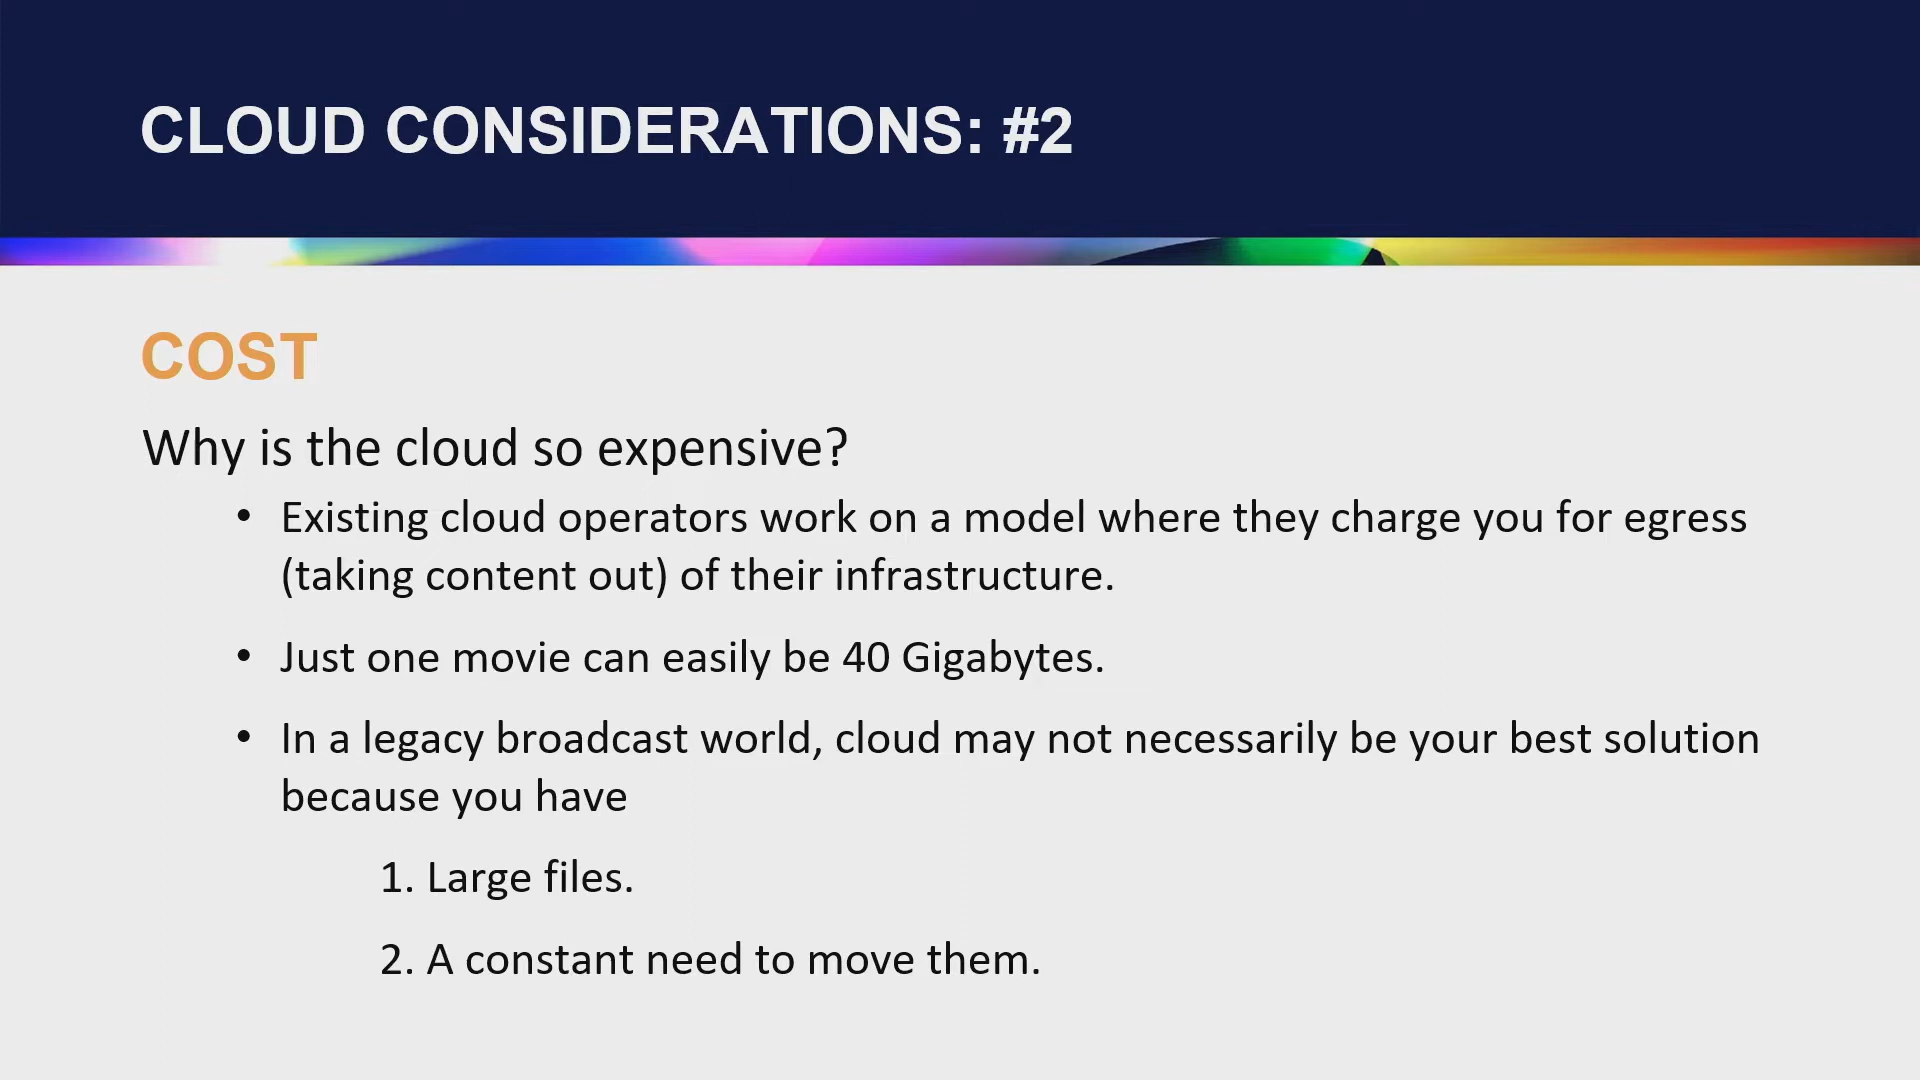 CLOUD CONSIDERATIONS: #2
COST
Why is the cloud so expensive?
• Existing cloud operators work on a model where they charge you for egress
(taking content out) of their infrastructure.
• Just one movie can easily be 40 Gigabytes.
• In a legacy broadcast world, cloud may not necessarily be your best solution
because you have
1. Large files.
2. A constant need to move them.